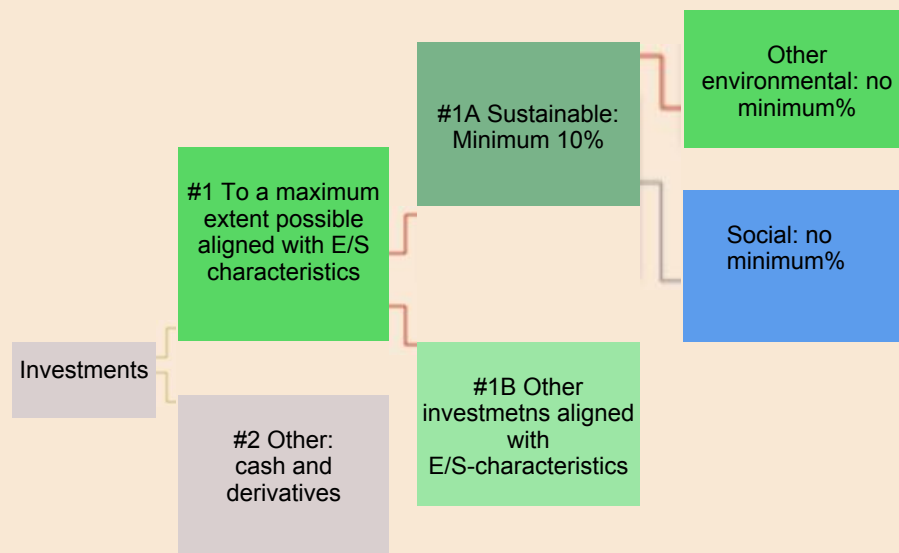 Investments
#1 To a maximum
extent possible
aligned with E/S
characteristics
#2 Other:
cash and
derivatives
#1A Sustainable:
Minimum 10%
#1B Other
investmetns aligned
with
E/S-characteristics
Other
environmental: no
minimum%
Social: no
minimum%